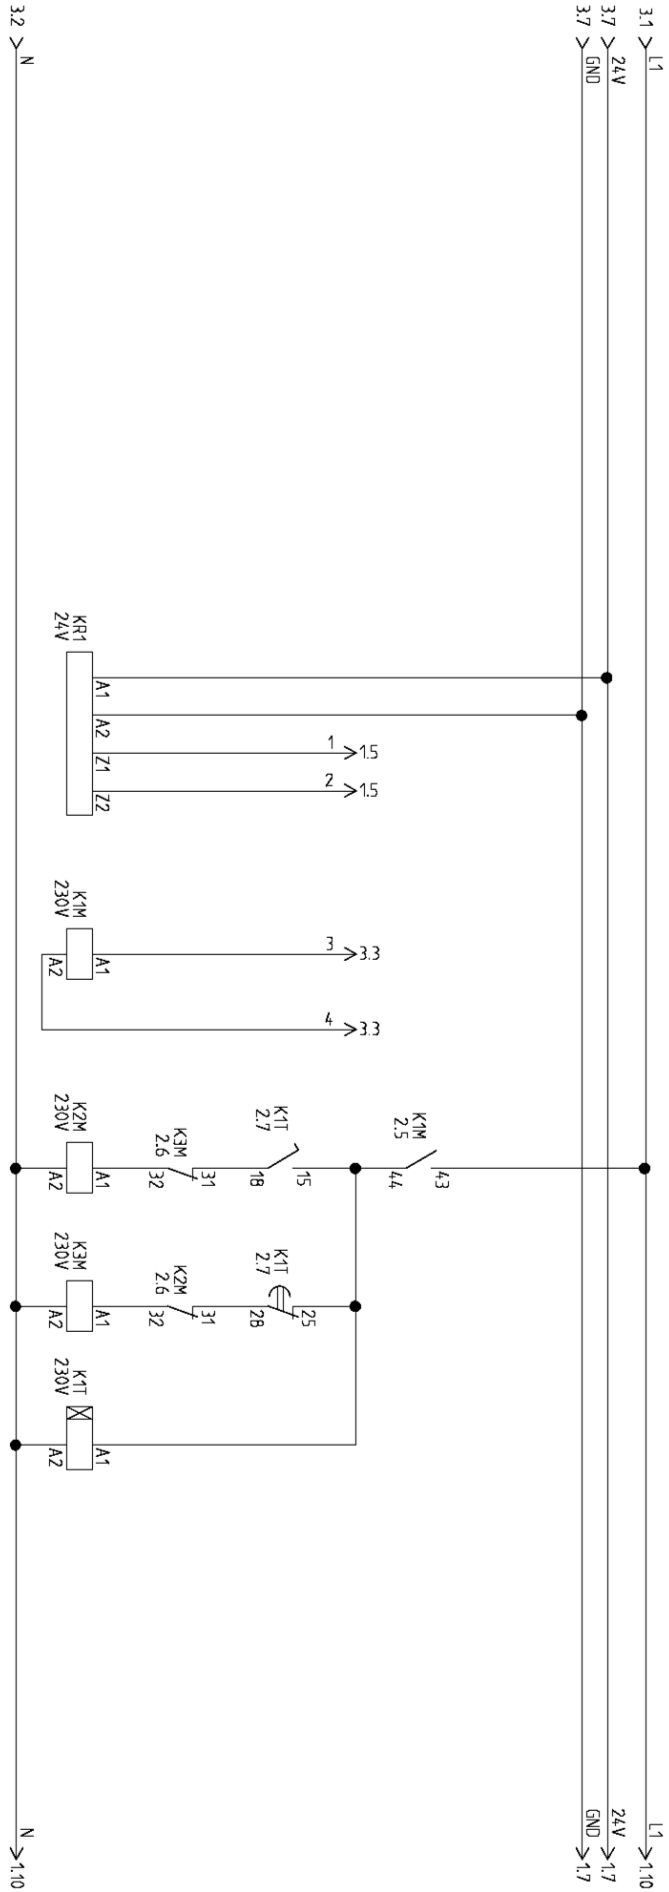 3.1 L1 L1 1.10
3.7 24V 24V 1.7
3.7 GND GND 1.7
43
K1M
2.5
44
1.5 1.5 3.3 3.3
1 2 3 4
15 25
K1T K1T
2.7 2.7
18 28
31 31
K3M K2M
2.6 2.6
32 32
A1 A2 Z1 Z2 A1 A1 A1 A1
KR1 K1M K2M K3M K1T
24V 230V 230V 230V 230V
A2 A2 A2 A2
3.2 N N 1.10